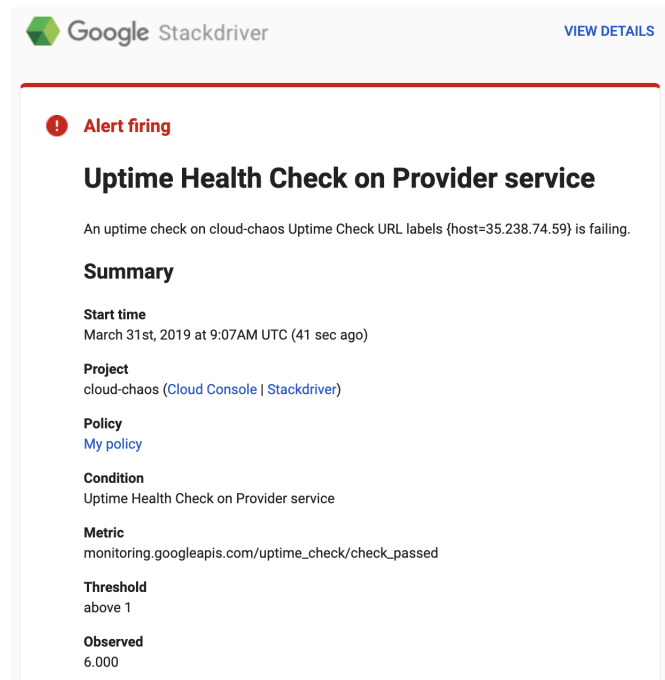 Google Stackdriver
VIEW DETAILS
Alert firing
Uptime Health Check on Provider service
An uptime check on cloud-chaos Uptime Check URL labels {host=35.238.74.59} is failing.
Summary
Start time
March 31st, 2019 at 9:07AM UTC (41 sec ago)
Project
cloud-chaos (Cloud Console | Stackdriver)
Policy
My policy
Condition
Uptime Health Check on Provider service
Metric
monitoring.googleapis.com/uptime_check/check_passed
Threshold
above 1
Observed
6.000